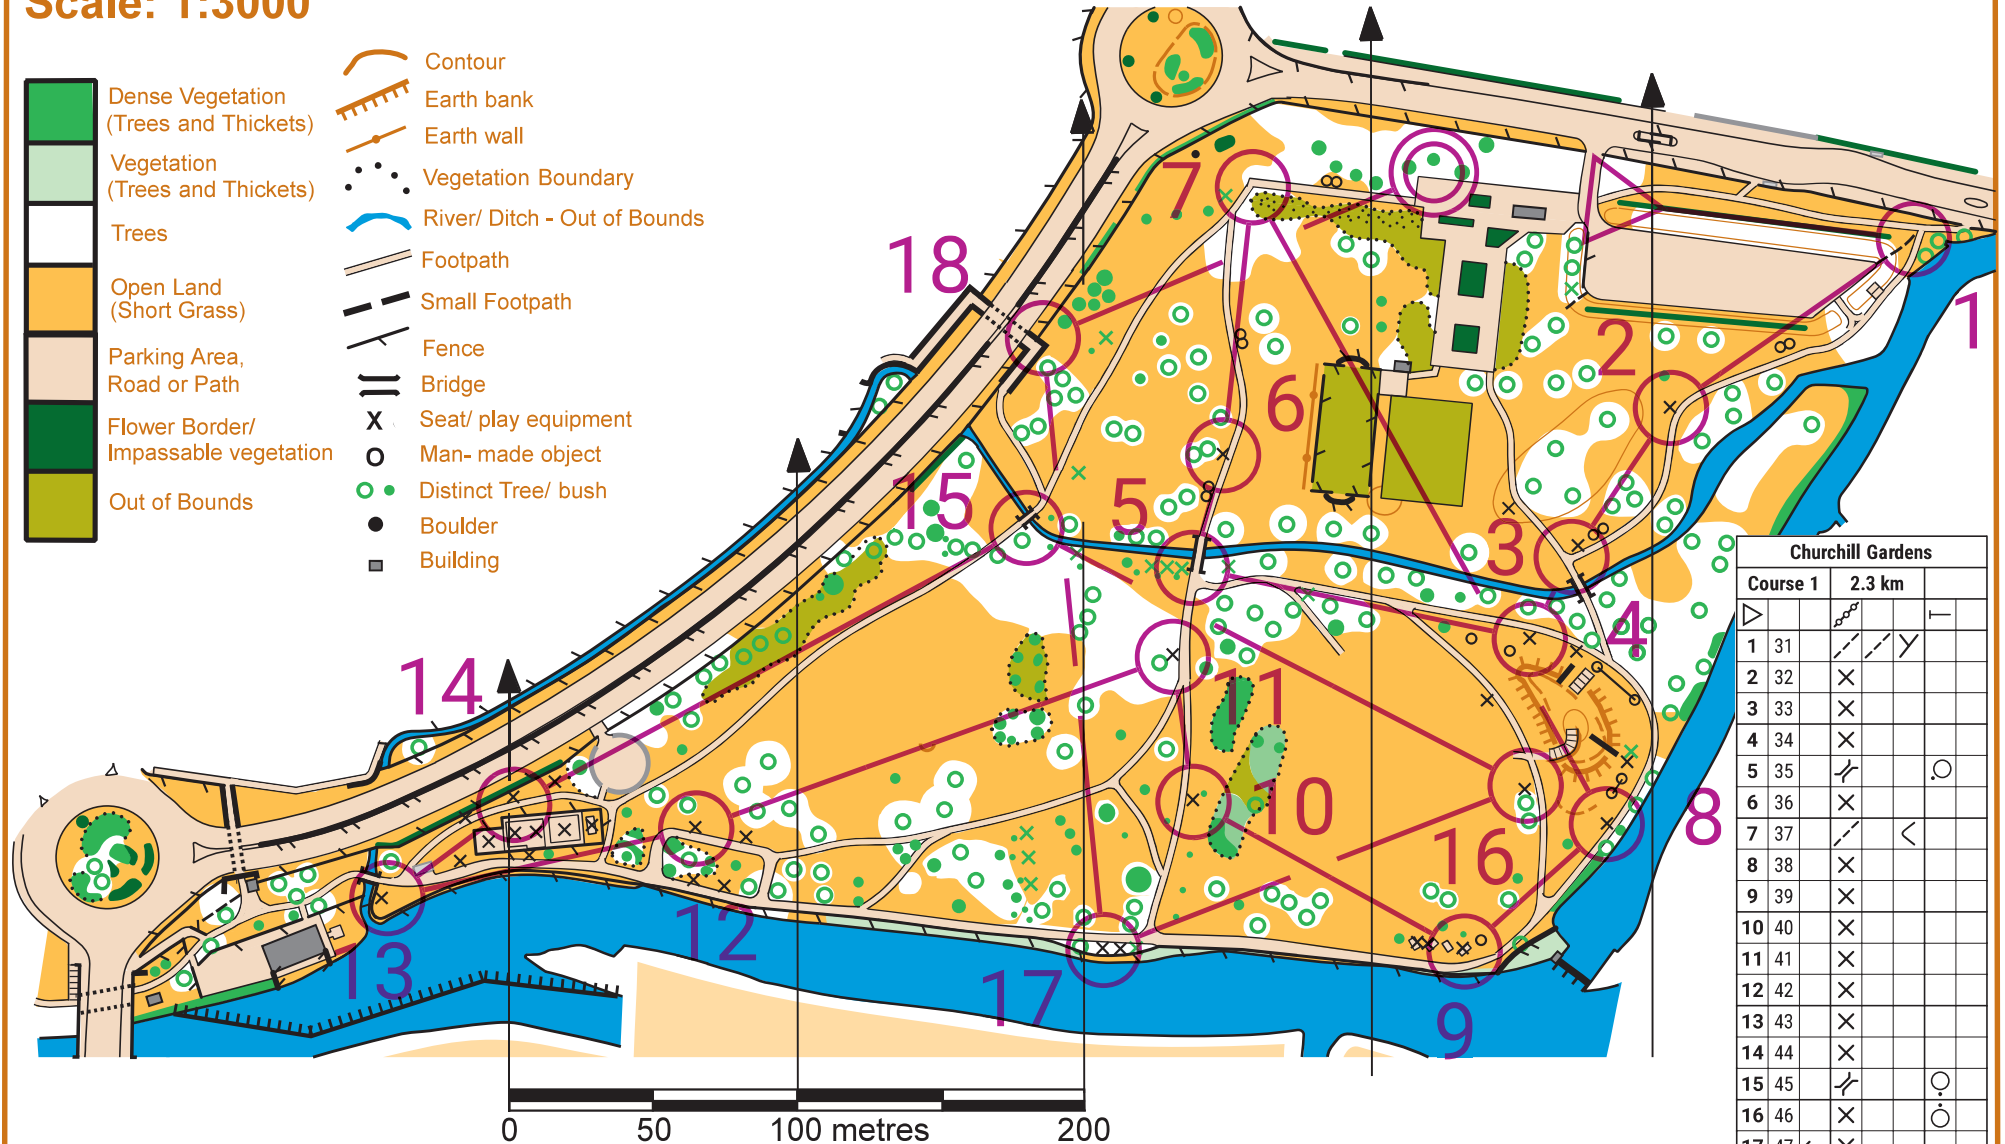 Scale: 1:3000
Dense Vegetation
(Trees and Thickets)
Vegetation
(Trees and Thickets)
Trees
Open Land
(Short Grass)
Parking Area,
Road or Path
Flower Border/
Impassable vegetation
Out of Bounds
Contour
Earth bank
Earth wall
Vegetation Boundary
River/ Ditch - Out of Bounds
Footpath
Small Footpath
Fence
Bridge
Seat/ play equipment
Man- made object
Distinct Tree/ bush
Boulder
Building
7
18
1
2
6
15
5
3
4
14
11
10
8
16
12
13
17
9
0 50 100 metres 200
Churchill Gardens
Course 1 2.3 km
1 31
2 32
3 33
4 34
5 35
6 36
7 37
8 38
9 39
10 40
11 41
12 42
13 43
14 44
15 45
16 46
17 47